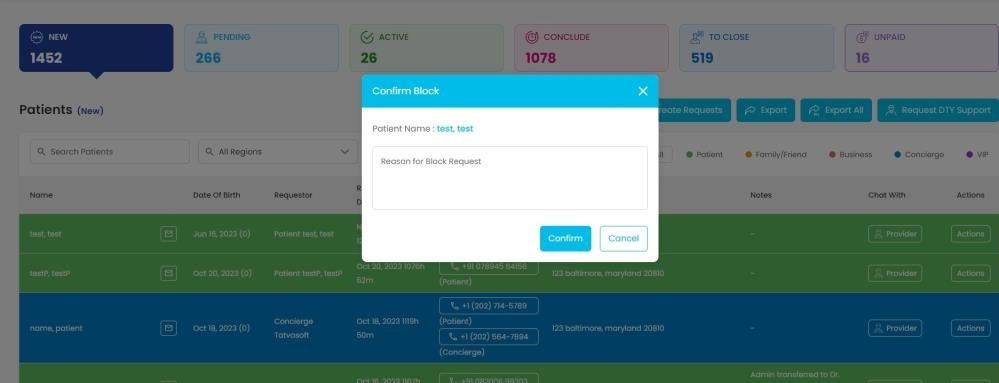 NEW
1452
PENDING
266
ACTIVE
26
CONCLUDE
1078
TO CLOSE
519
UNPAID
16
Confirm Block
Patient Name : test, test
Reason for Block Request
Confirm
Cancel
Patients (New)
reate Requests
Export
Export All
Request DTY Support
Search Patients
All Regions
Patient
Family/Friend
Business
Concierge
VIP
Name
Date Of Birth
Requestor
Notes
Chat With
Actions
test, test
Jun 16, 2023 (0)
Patient test, test
-
Provider
Actions
testP, testP
Oct 20, 2023 (0)
Patient testP, testP
Oct 20, 2023 1076h
52m
+91 078945 64156
(Patient)
123 baltimore, maryland 20810
-
Provider
Actions
name, patient
Oct 18, 2023 (0)
Concierge
Tatvasoft
Oct 18, 2023 1119h
50m
+1 (202) 714-5789
(Patient)
+1 (202) 564-7894
(Concierge)
123 baltimore, maryland 20810
-
Provider
Actions
Admin transferred to Dr.